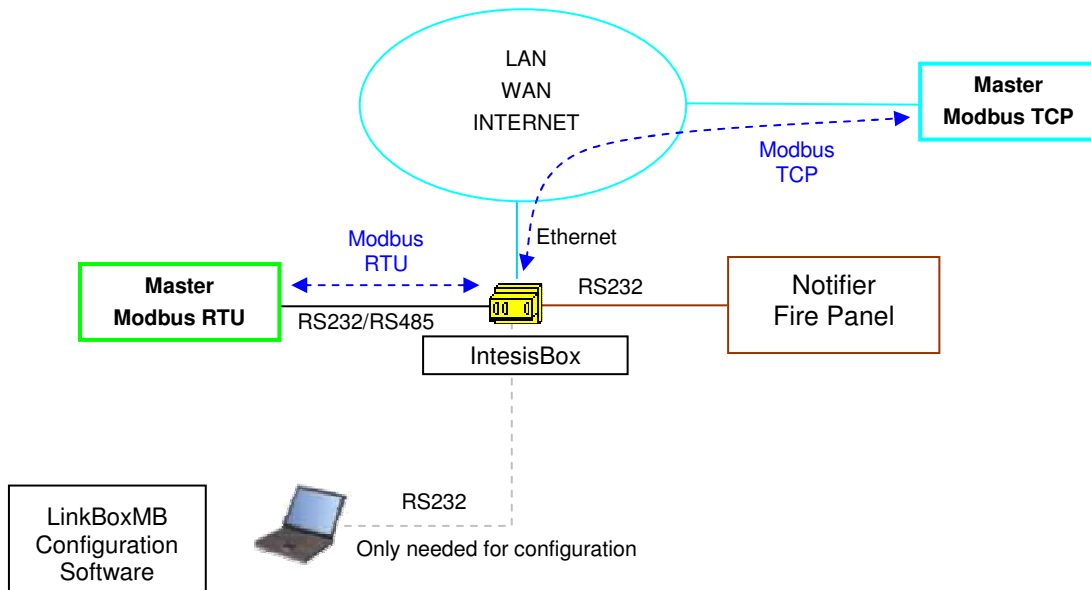 LAN
WAN
INTERNET
Master
Modbus TCP
Modbus
TCP
Ethernet
Modbus
RTU
Master
Modbus RTU
RS232/RS485
RS232
Notifier
Fire Panel
IntesisBox
LinkBoxMB
Configuration
Software
RS232
Only needed for configuration